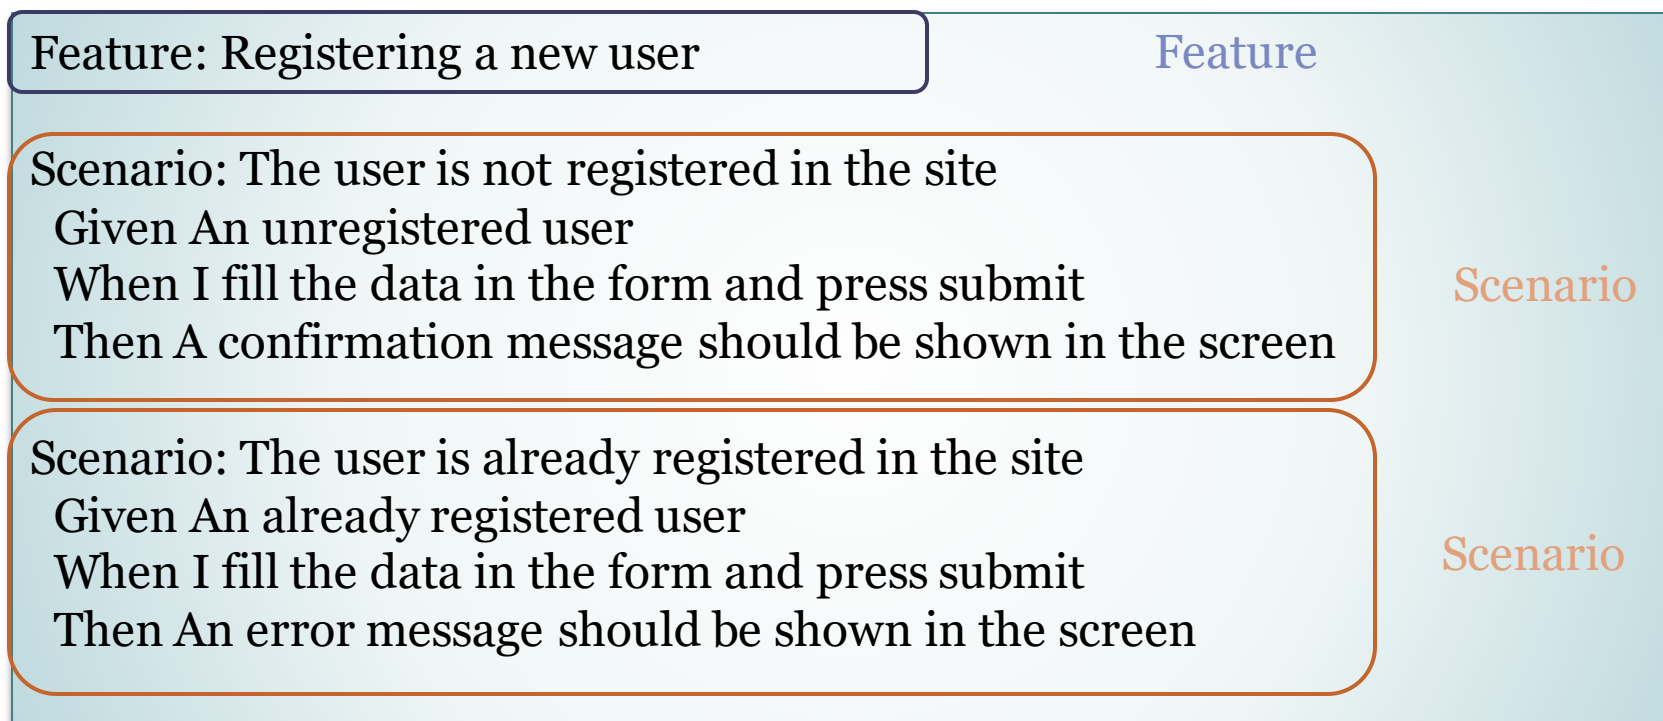 Feature: Registering a new user
Feature
Scenario: The user is not registered in the site
Given An unregistered user
When I fill the data in the form and press submit
Then A confirmation message should be shown in the screen
Scenario
Scenario: The user is already registered in the site
Given An already registered user
When I fill the data in the form and press submit
Then An error message should be shown in the screen
Scenario